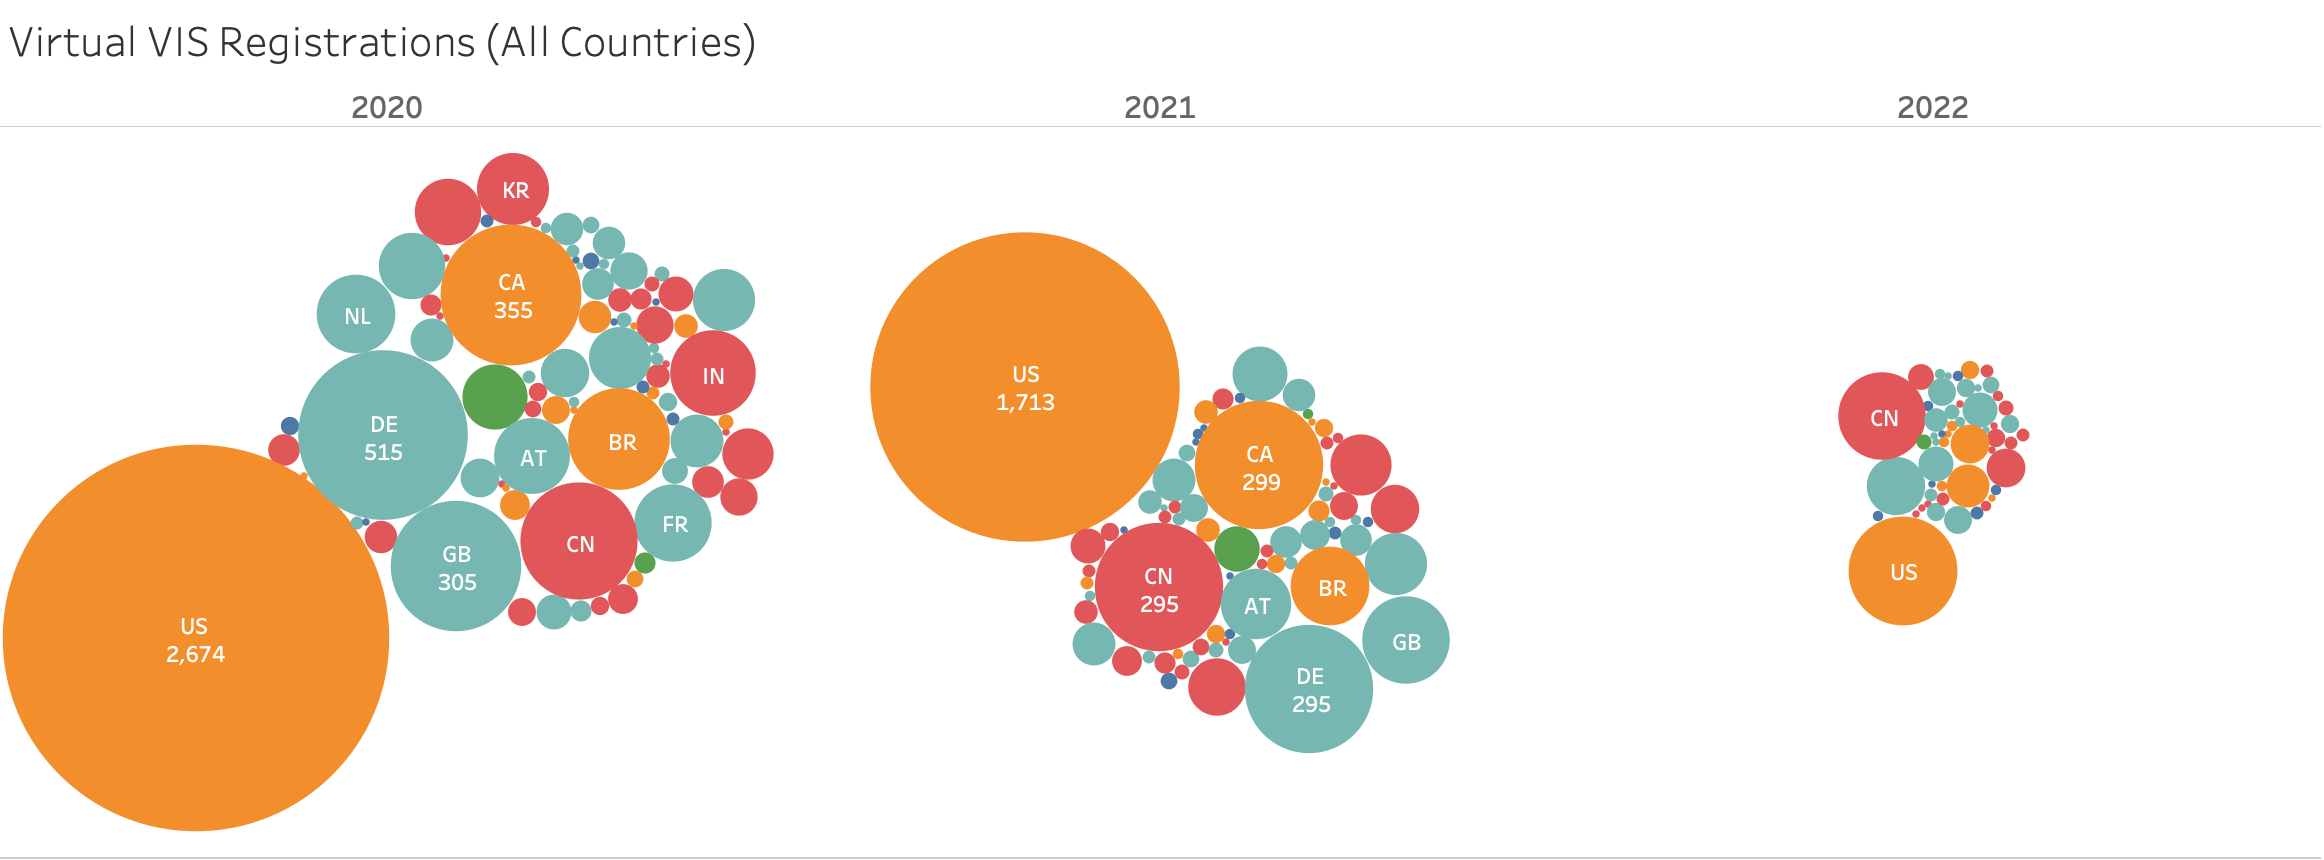 Virtual VIS Registrations (All Countries)
2020
2021
2022
KR
CA
355
NL
IN
DE
515
AT
BR
FR
GB
305
CN
US
2,674
US
1,713
CA
299
CN
295
AT
BR
GB
DE
295
CN
US